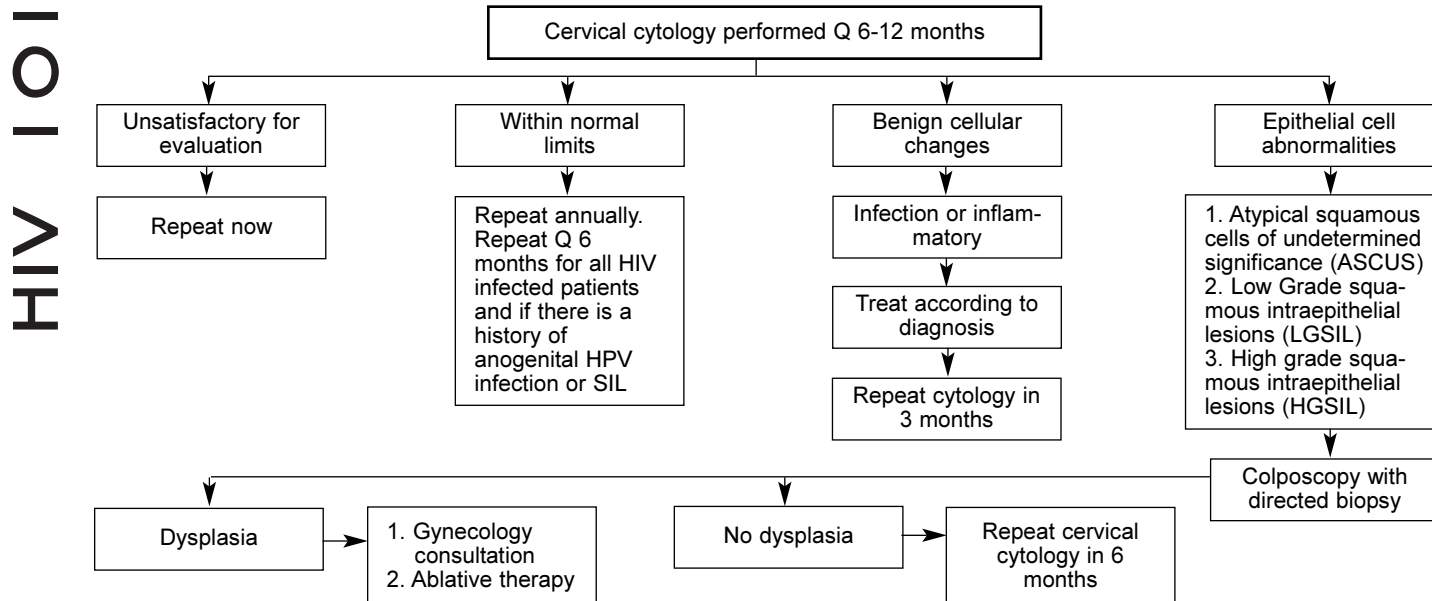 HIV 101
Cervical cytology performed Q 6-12 months
Unsatisfactory for
evaluation
Repeat now
Within normal
limits
Repeat annually.
Repeat Q 6
months for all HIV
infected patients
and if there is a
history of
anogenital HPV
infection or SIL
Benign cellular
changes
Infection or inflam-
matory
Treat according to
diagnosis
Repeat cytology in
3 months
Epithelial cell
abnormalities
1. Atypical squamous
cells of undetermined
significance (ASCUS)
2. Low Grade squa-
mous intraepithelial
lesions (LGSIL)
3. High grade squa-
mous intraepithelial
lesions (HGSIL)
Colposcopy with
directed biopsy
Dysplasia
1. Gynecology
consultation
2. Ablative therapy
No dysplasia
Repeat cervical
cytology in 6
months